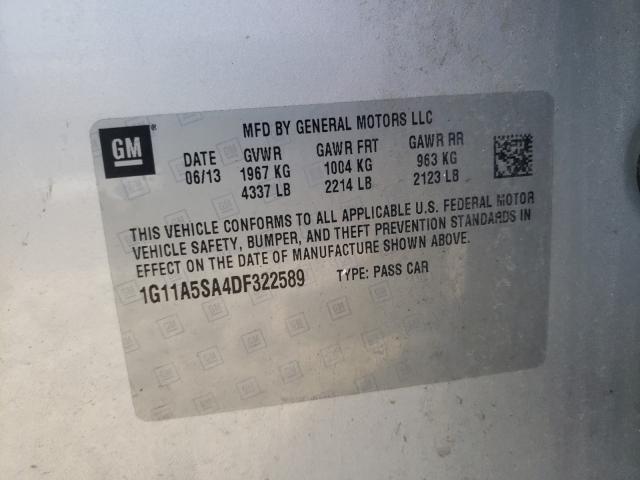 MFD BY GENERAL MOTORS LLC
GM®
DATE GVWR GAWR FRT GAWR RR
06/13 1967 KG 1004 KG 963 KG
4337 LB 2214 LB 2123 LB
THIS VEHICLE CONFORMS TO ALL APPLICABLE U.S. FEDERAL MOTOR
VEHICLE SAFETY, BUMPER, AND THEFT PREVENTION STANDARDS IN
EFFECT ON THE DATE OF MANUFACTURE SHOWN ABOVE.
1G11A5SA4DF322589 TYPE: PASS CAR